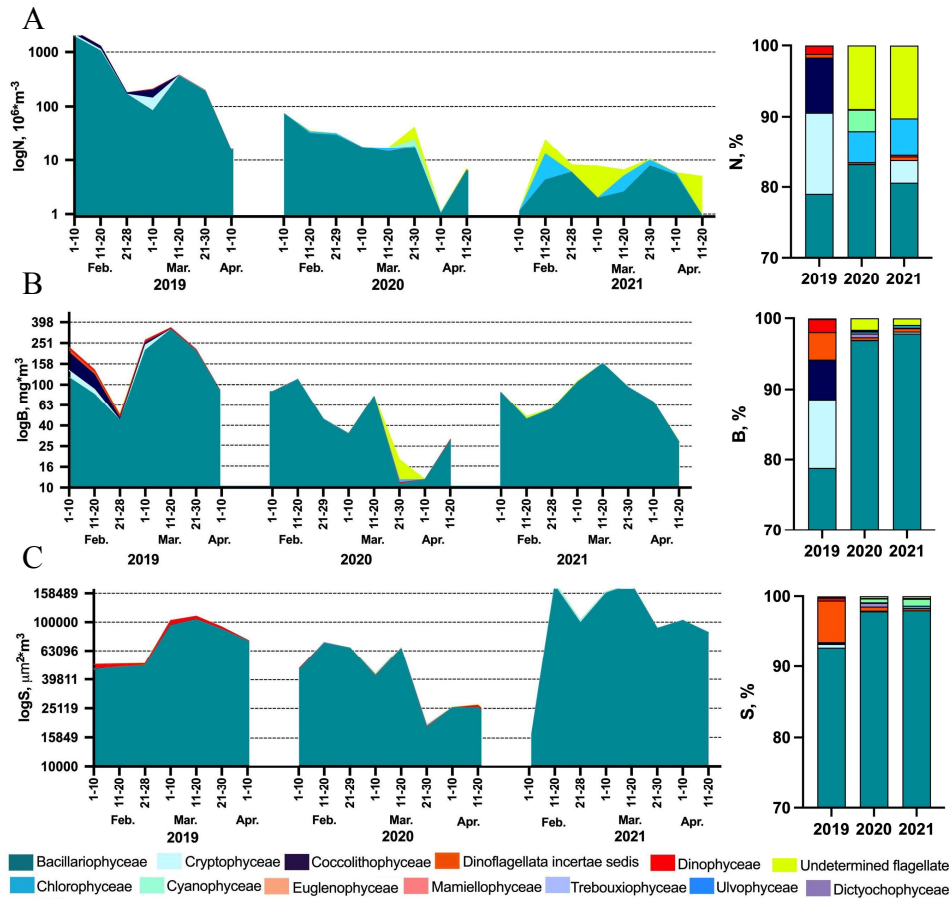 A
logN, 10⁶*m⁻³
1000
100
10
1
1-10
11-20
21-28
1-10
11-20
21-30
1-10
Feb.
Mar.
Apr.
2019
1-10
11-20
21-29
1-10
11-20
21-30
1-10
11-20
Feb.
Mar.
Apr.
2020
1-10
11-20
21-28
1-10
11-20
21-30
1-10
11-20
Feb.
Mar.
Apr.
2021
N, %
100
90
80
70
2019 2020 2021
B
logB, mг*m³
398
251
158
100
63
40
25
16
10
1-10
11-20
21-28
1-10
11-20
21-30
1-10
Feb.
Mar.
Apr.
2019
1-10
11-20
21-29
1-10
11-20
21-30
1-10
11-20
Feb.
Mar.
Apr.
2020
1-10
11-20
21-28
1-10
11-20
21-30
1-10
11-20
Feb.
Mar.
Apr.
2021
B, %
100
90
80
70
2019 2020 2021
C
logS, µm²*m³
158489
100000
63096
39811
25119
15849
10000
1-10
11-20
21-28
1-10
11-20
21-30
1-10
Feb.
Mar.
Apr.
2019
1-10
11-20
21-29
1-10
11-20
21-30
1-10
11-20
Feb.
Mar.
Apr.
2020
1-10
11-20
21-28
1-10
11-20
21-30
1-10
11-20
Feb.
Mar.
Apr.
2021
S, %
100
90
80
70
2019 2020 2021
Bacillariophyceae Cryptophyceae Coccolithophyceae Dinoflagellata incertae sedis Dinophyceae Undetermined flagellate
Chlorophyceae Cyanophyceae Euglenophyceae Mamiellophyceae Trebouxiophyceae Ulvophyceae Dictyochophyceae